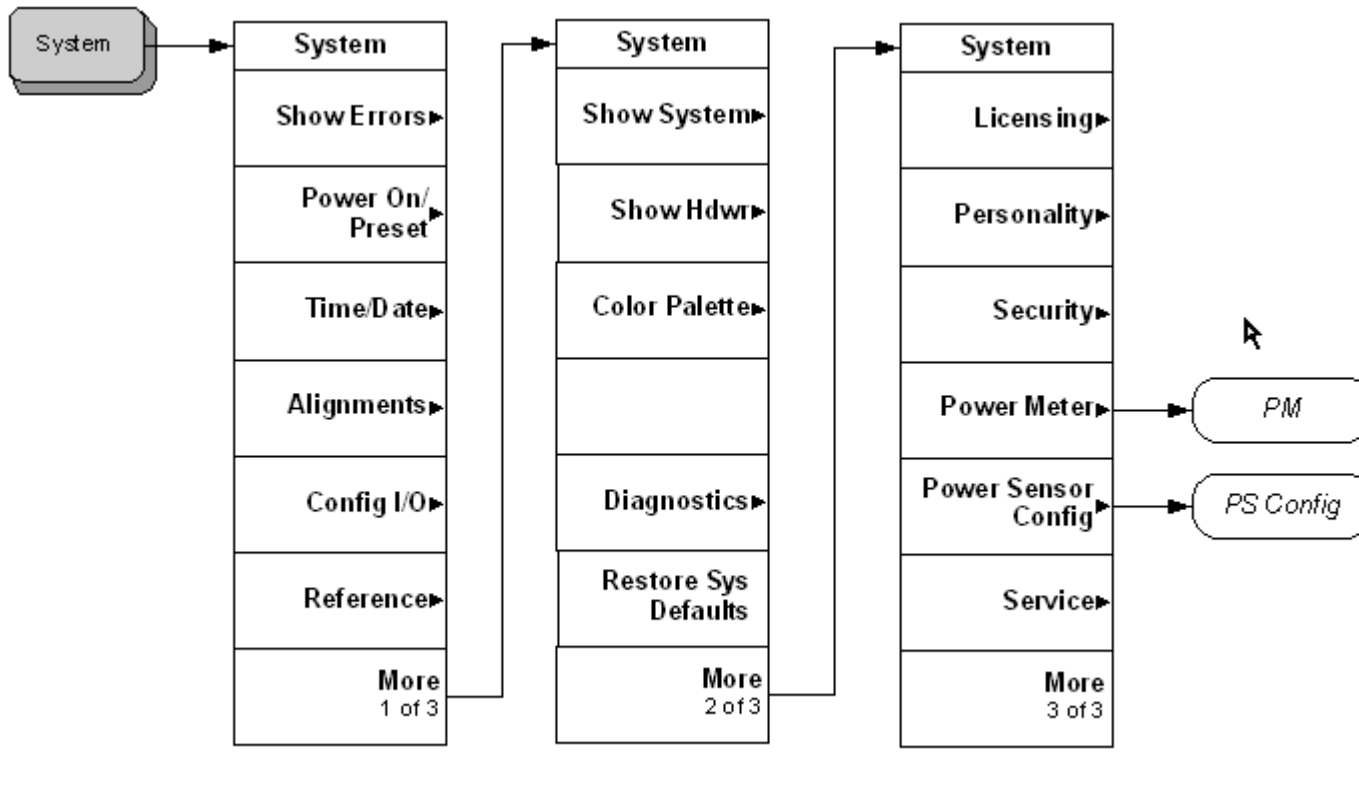 System
System
Show Errors
Power On/
Preset
Time/Date
Alignments
Config I/O
Reference
More
1 of 3
System
Show System
Show Hdwr
Color Palette
Diagnostics
Restore Sys
Defaults
More
2 of 3
System
Licensing
Personality
Security
Power Meter
Power Sensor
Config
Service
More
3 of 3
PM
PS Config